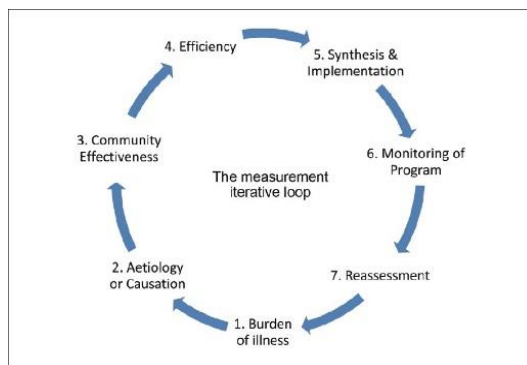 4. Efficiency
5. Synthesis &
Implementation
3. Community
Effectiveness
6. Monitoring of
Program
The measurement
iterative loop
2. Aetiology
or Causation
7. Reassessment
1. Burden
of illness